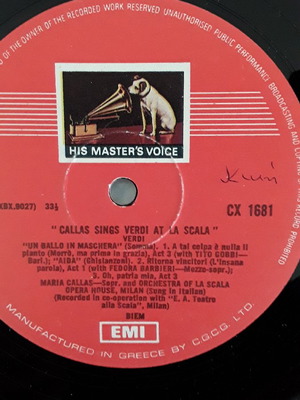 OF THE OWNER OF THE RECORDED WORK RESERVED UNAUTHORISED PUBLIC PERFORMANCE BROADCASTING AND
PROHIBITED
HIS MASTER'S VOICE
(BX.9027) 33⅓
CX 1681
"CALLAS SINGS VERDI AT LA SCALA"
VERDI
"UN BALLO IN MASCHERA" (Somma). 1. A tal colpa è nulla il
pianto (Morrò, ma prima in grazia), Act 3 (with TITO GOBBI-
Bari.); "AIDA" (Ghislanzoni). 2. Ritorna vincitor! (L'insana
parola), Act 1 (with FEDORA BARBIERI-Mezzo-sopr.);
3. Oh, patria mia, Act 3
MARIA CALLAS-Sopr. and ORCHESTRA OF LA SCALA
OPERA HOUSE, MILAN (Sung in Italian)
(Recorded in co-operation with "E. A. Teatro
alla Scala", Milan)
BIEM
EMI
MANUFACTURED IN GREECE BY C.G.C. LTD.